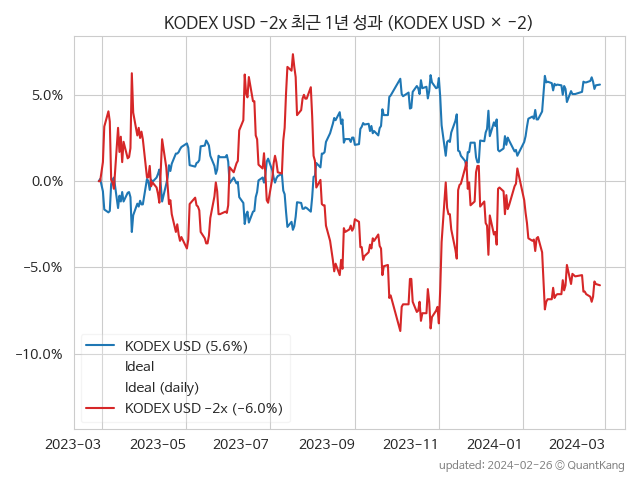 KODEX USD −2x 최근 1년 성과 (KODEX USD × −2)
5.0%
0.0%
−5.0%
−10.0%
KODEX USD (5.6%)
Ideal
Ideal (daily)
KODEX USD −2x (−6.0%)
2023−03 2023−05 2023−07 2023−09 2023−11 2024−01 2024−03
updated: 2024−02−26 © QuantKang